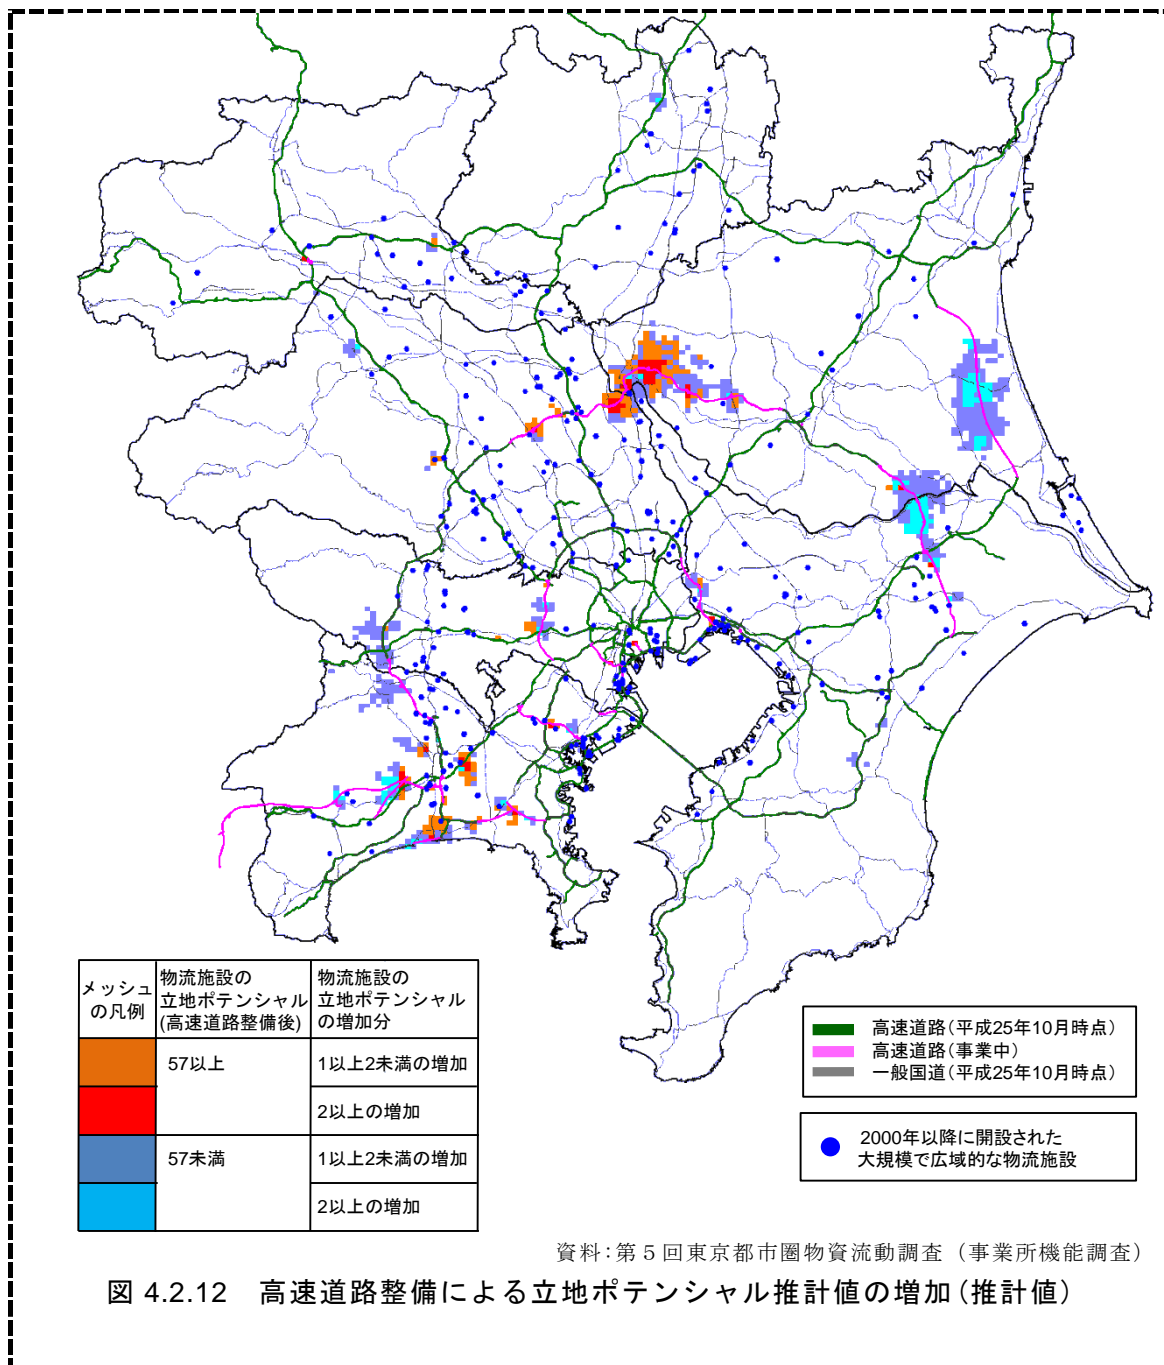 メッシュ
の凡例
物流施設の
立地ポテンシャル
(高速道路整備後)
物流施設の
立地ポテンシャル
の増加分
57以上
1以上2未満の増加
2以上の増加
57未満
1以上2未満の増加
2以上の増加
高速道路(平成25年10月時点)
高速道路(事業中)
一般国道(平成25年10月時点)
2000年以降に開設された
大規模で広域的な物流施設
資料:第5回東京都市圏物資流動調査(事業所機能調査)
図 4.2.12 高速道路整備による立地ポテンシャル推計値の増加(推計値)